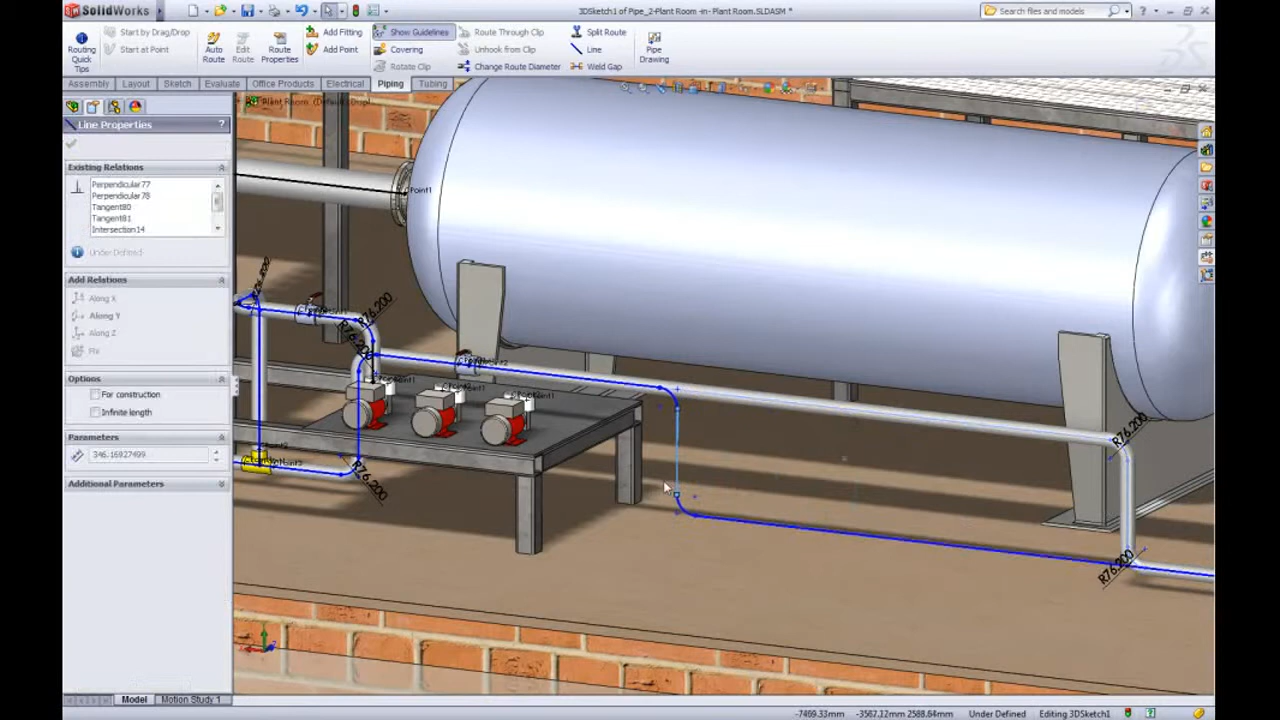 SolidWorks
3DSketch1 of Pipe_2-Plant Room -in- Plant Room.SLDASM *
Search files and models
Routing Quick Tips
Start by Drag/Drop
Start at Point
Auto Route
Edit Route
Route Properties
Add Fitting
Add Point
Show Guidelines
Covering
Rotate Clip
Route Through Clip
Unhook from Clip
Change Route Diameter
Split Route
Line
Weld Gap
Pipe Drawing
Assembly
Layout
Sketch
Evaluate
Office Products
Electrical
Piping
Tubing
Line Properties
?
Existing Relations
Perpendicular77
Perpendicular78
Tangent80
Tangent81
Intersection14
Under Defined
Add Relations
Along X
Along Y
Along Z
Fix
Options
For construction
Infinite length
Parameters
346.16927499
Additional Parameters
R76.200
R76.200
R76.200
R76.200
R76.200
Model
Motion Study 1
-7469.33mm
-3567.12mm 2588.64mm
Under Defined
Editing 3DSketch1